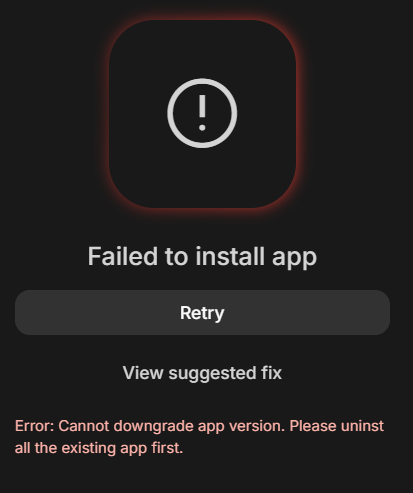 Failed to install app
Retry
View suggested fix
Error: Cannot downgrade app version. Please uninst
all the existing app first.